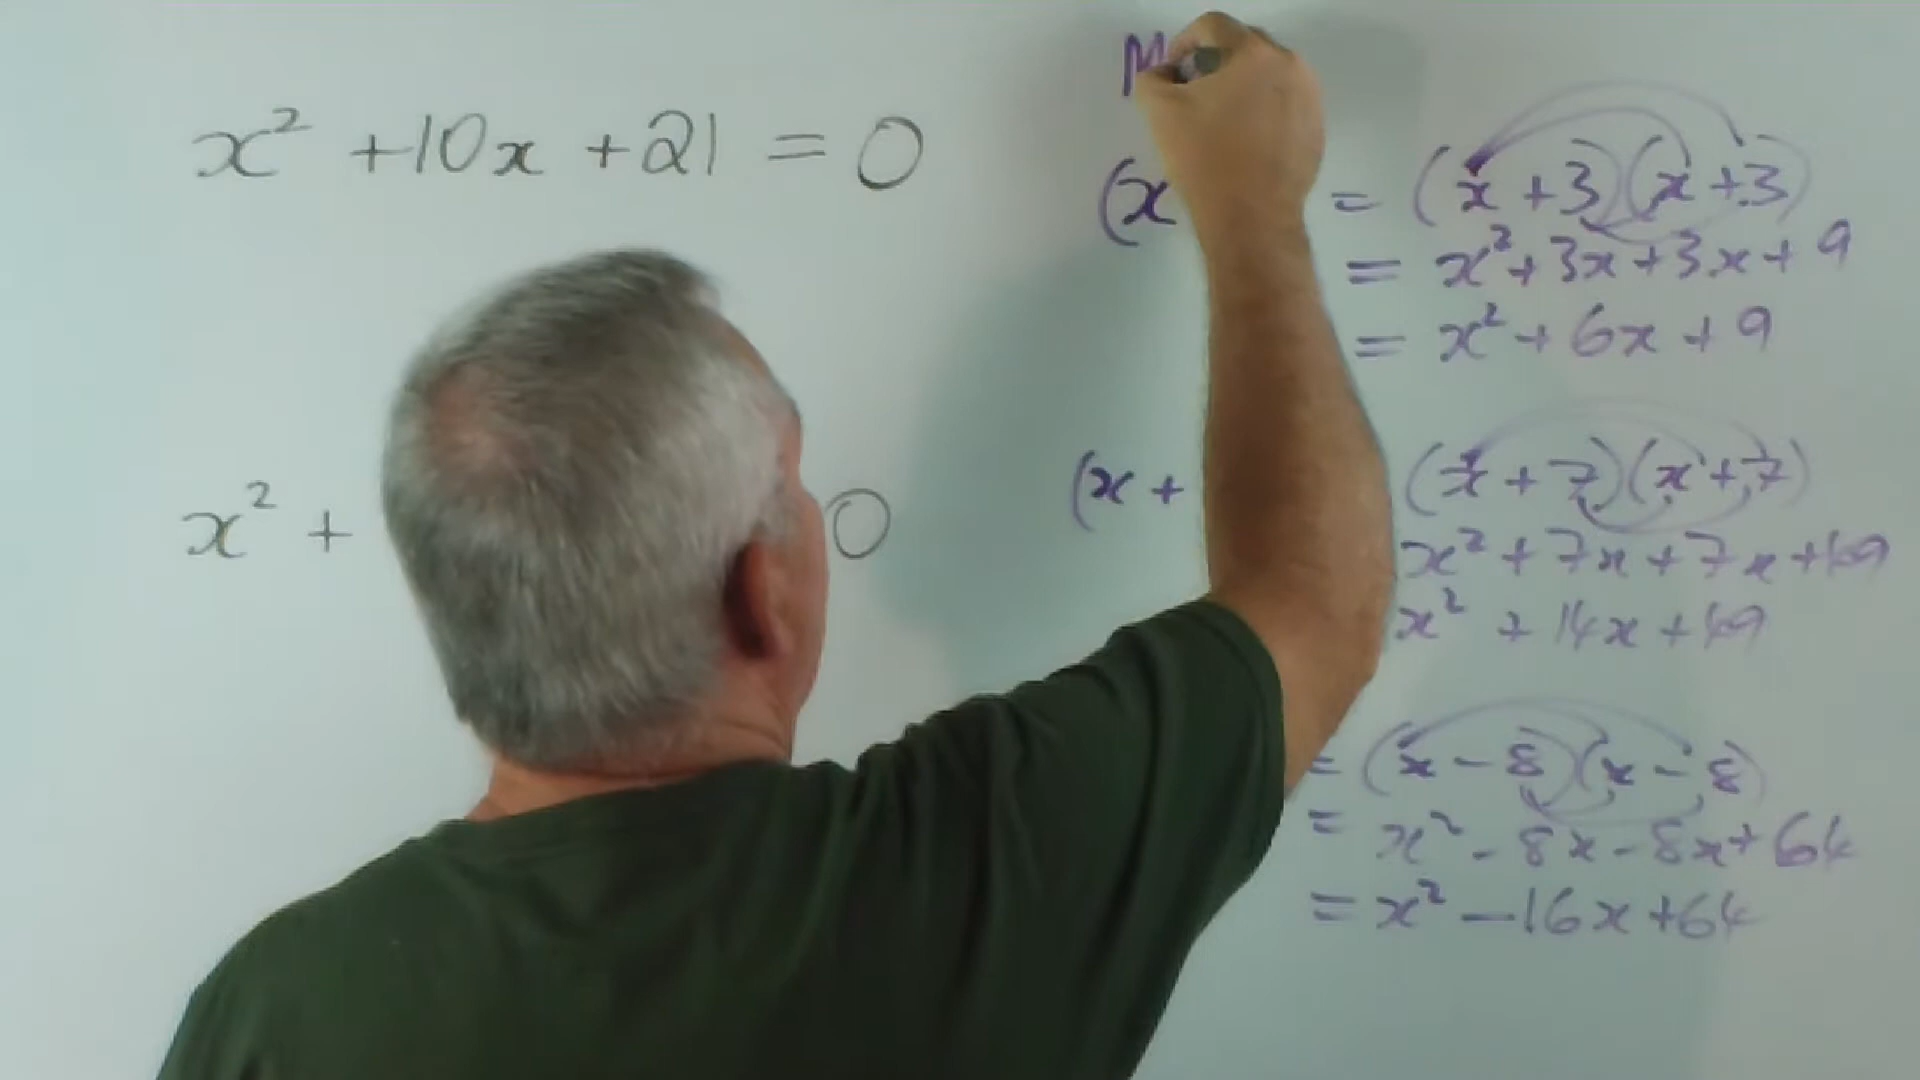 x² + 10x + 21 = 0
x² +
0
M
(x
= (x + 3)(x + 3)
= x² + 3x + 3x + 9
= x² + 6x + 9
(x +
(x + 7)(x + 7)
x² + 7x + 7x + 49
x² + 14x + 49
= (x - 8)(x - 8)
= x² - 8x - 8x + 64
= x² - 16x + 64